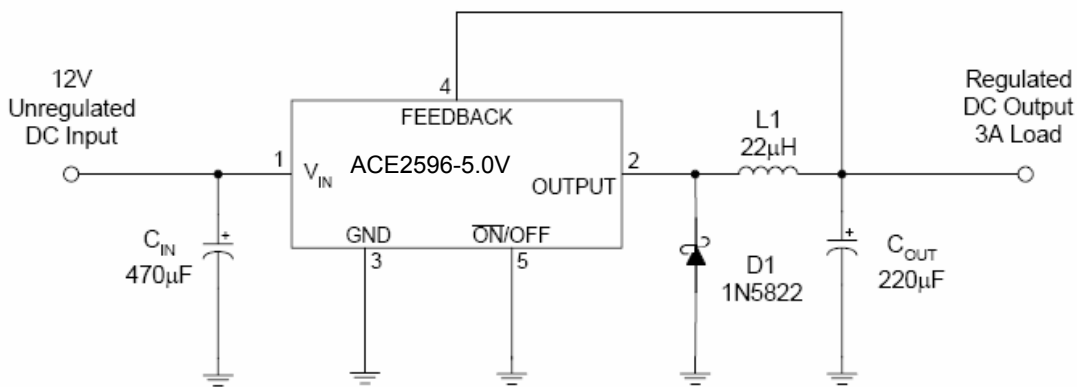 12V
Unregulated
DC Input
4
FEEDBACK
ACE2596-5.0V
1
V_IN
2
OUTPUT
GND
ON/OFF
3
5
L1
22µH
Regulated
DC Output
3A Load
+
C_IN
470µF
D1
1N5822
+
C_OUT
220µF